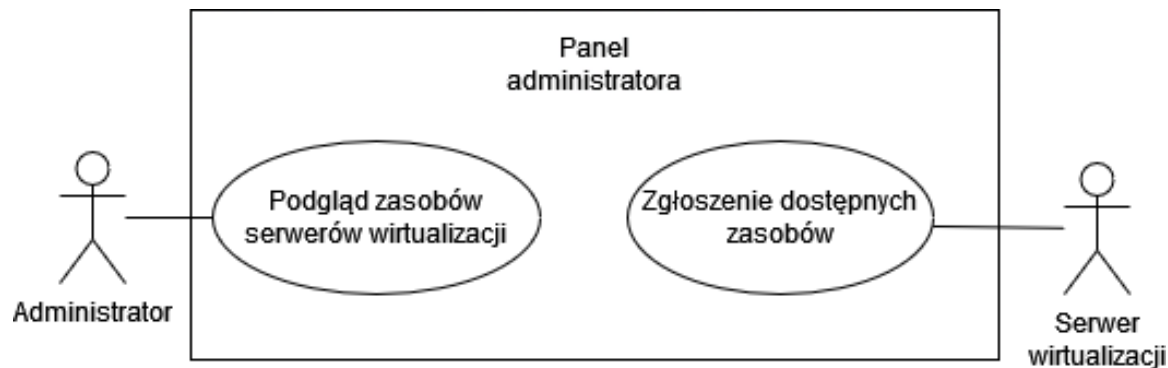 Panel
administratora
Podgląd zasobów
serwerów wirtualizacji
Zgłoszenie dostępnych
zasobów
Administrator
Serwer
wirtualizacji